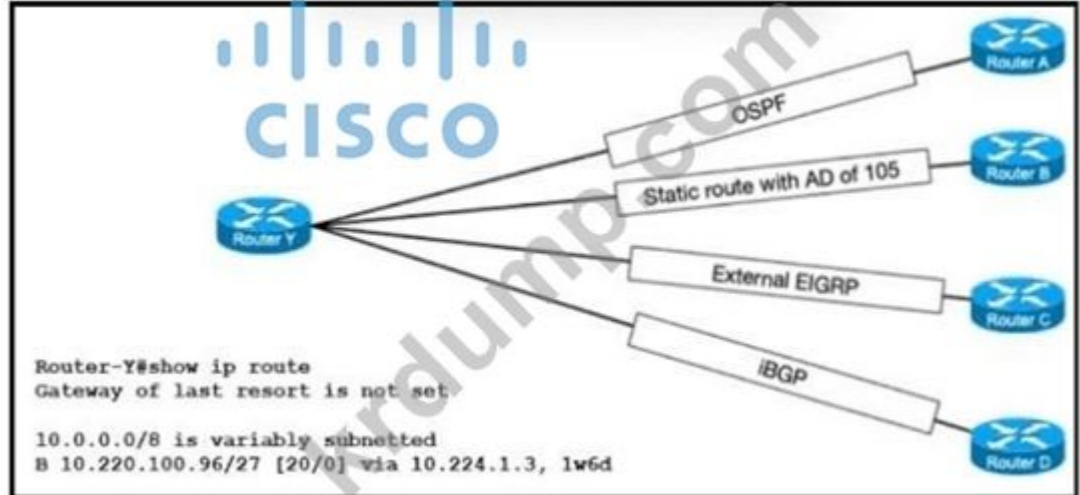 CISCO
Router A
OSPF
Router B
Static route with AD of 105
Router Y
External EIGRP
Router C
iBGP
Router-Y#show ip route
Gateway of last resort is not set
10.0.0.0/8 is variably subnetted
B 10.220.100.96/27 [20/0] via 10.224.1.3, 1w6d
Router D
krdump.com